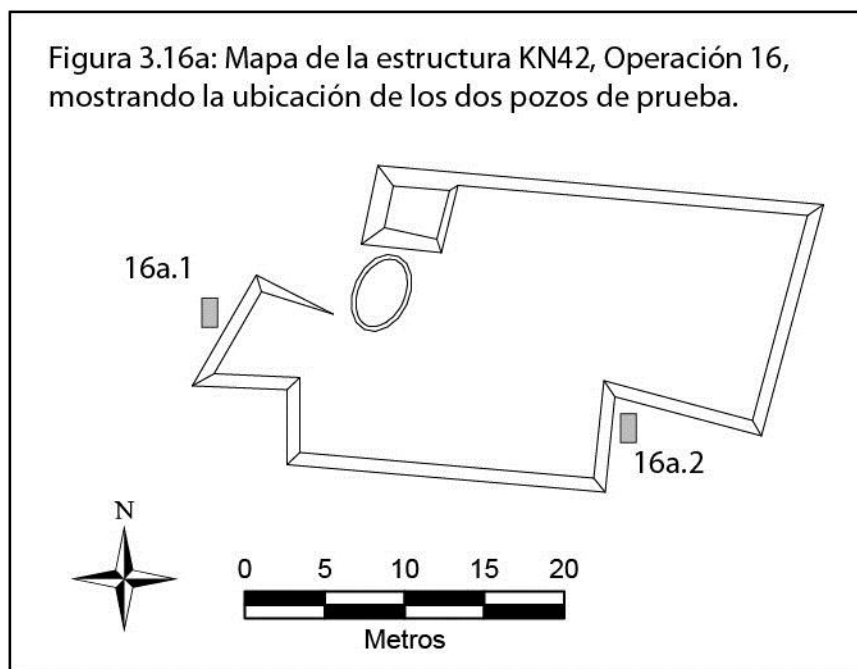 Figura 3.16a: Mapa de la estructura KN42, Operación 16,
mostrando la ubicación de los dos pozos de prueba.
16a.1
16a.2
N
0 5 10 15 20
Metros